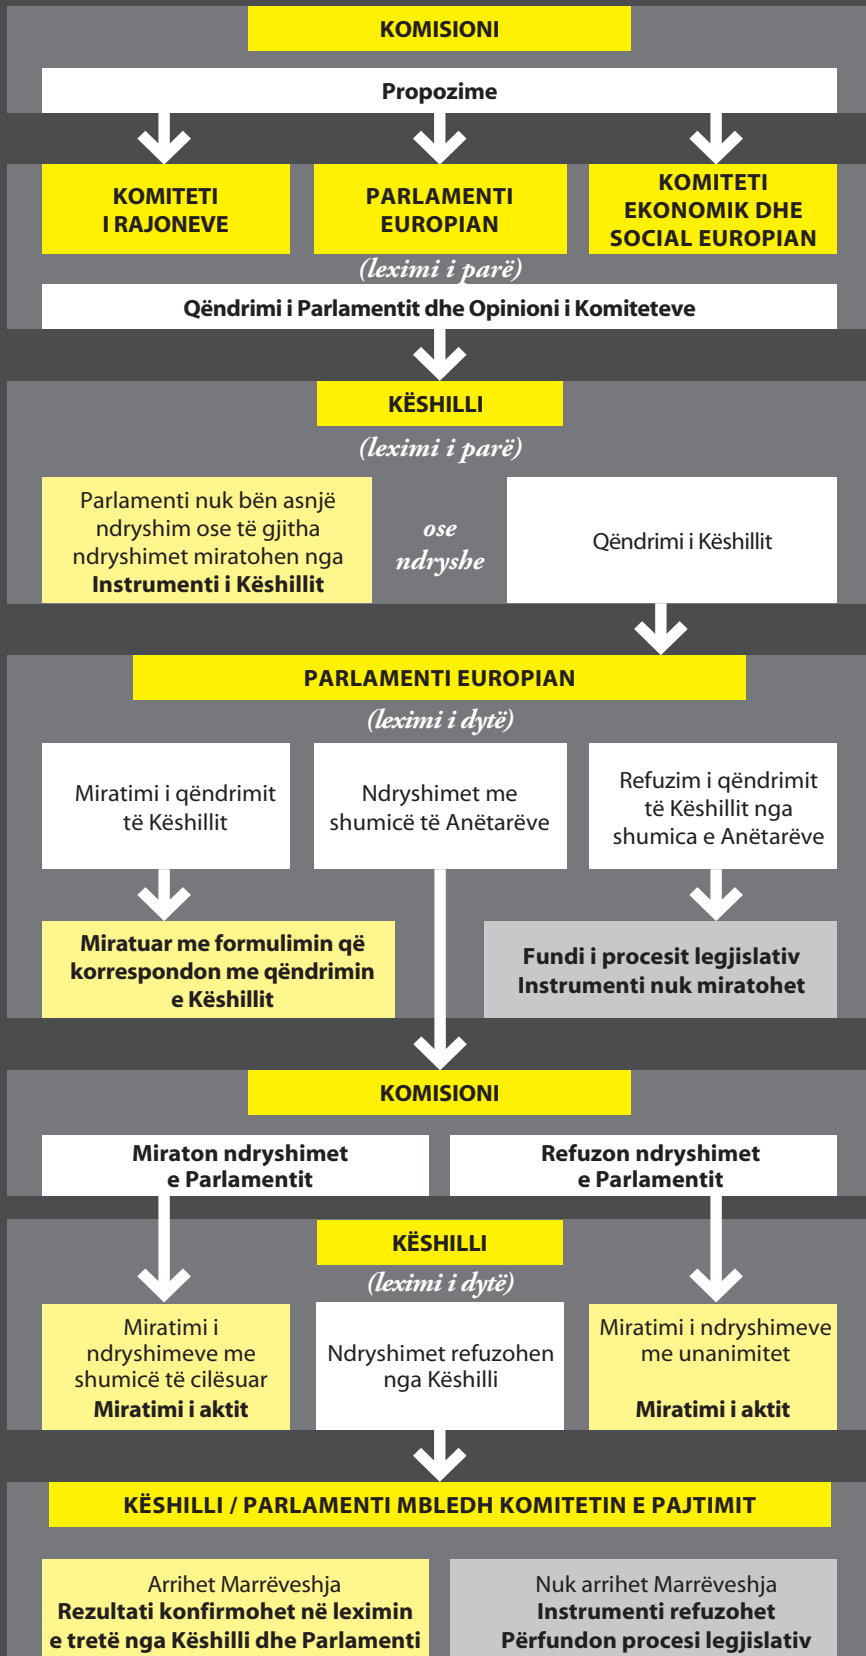 KOMISIONI
Propozime
KOMITETI
I RAJONEVE
PARLAMENTI
EUROPIAN
KOMITETI
EKONOMIK DHE
SOCIAL EUROPIAN
(leximi i parë)
Qëndrimi i Parlamentit dhe Opinioni i Komiteteve
KËSHILLI
(leximi i parë)
Parlamenti nuk bën asnjë
ndryshim ose të gjitha
ndryshimet miratohen nga
Instrumenti i Këshillit
ose
ndryshe
Qëndrimi i Këshillit
PARLAMENTI EUROPIAN
(leximi i dytë)
Miratimi i qëndrimit
të Këshillit
Ndryshimet me
shumicë të Anëtarëve
Refuzim i qëndrimit
të Këshillit nga
shumica e Anëtarëve
Miratuar me formulimin që
korrespondon me qëndrimin
e Këshillit
Fundi i procesit legjislativ
Instrumenti nuk miratohet
KOMISIONI
Miraton ndryshimet
e Parlamentit
Refuzon ndryshimet
e Parlamentit
KËSHILLI
(leximi i dytë)
Miratimi i
ndryshimeve me
shumicë të cilësuar
Miratimi i aktit
Ndryshimet refuzohen
nga Këshilli
Miratimi i ndryshimeve
me unanimitet
Miratimi i aktit
KËSHILLI / PARLAMENTI MBLEDH KOMITETIN E PAJTIMIT
Arrihet Marrëveshja
Rezultati konfirmohet në leximin
e tretë nga Këshilli dhe Parlamenti
Nuk arrihet Marrëveshja
Instrumenti refuzohet
Përfundon procesi legjislativ